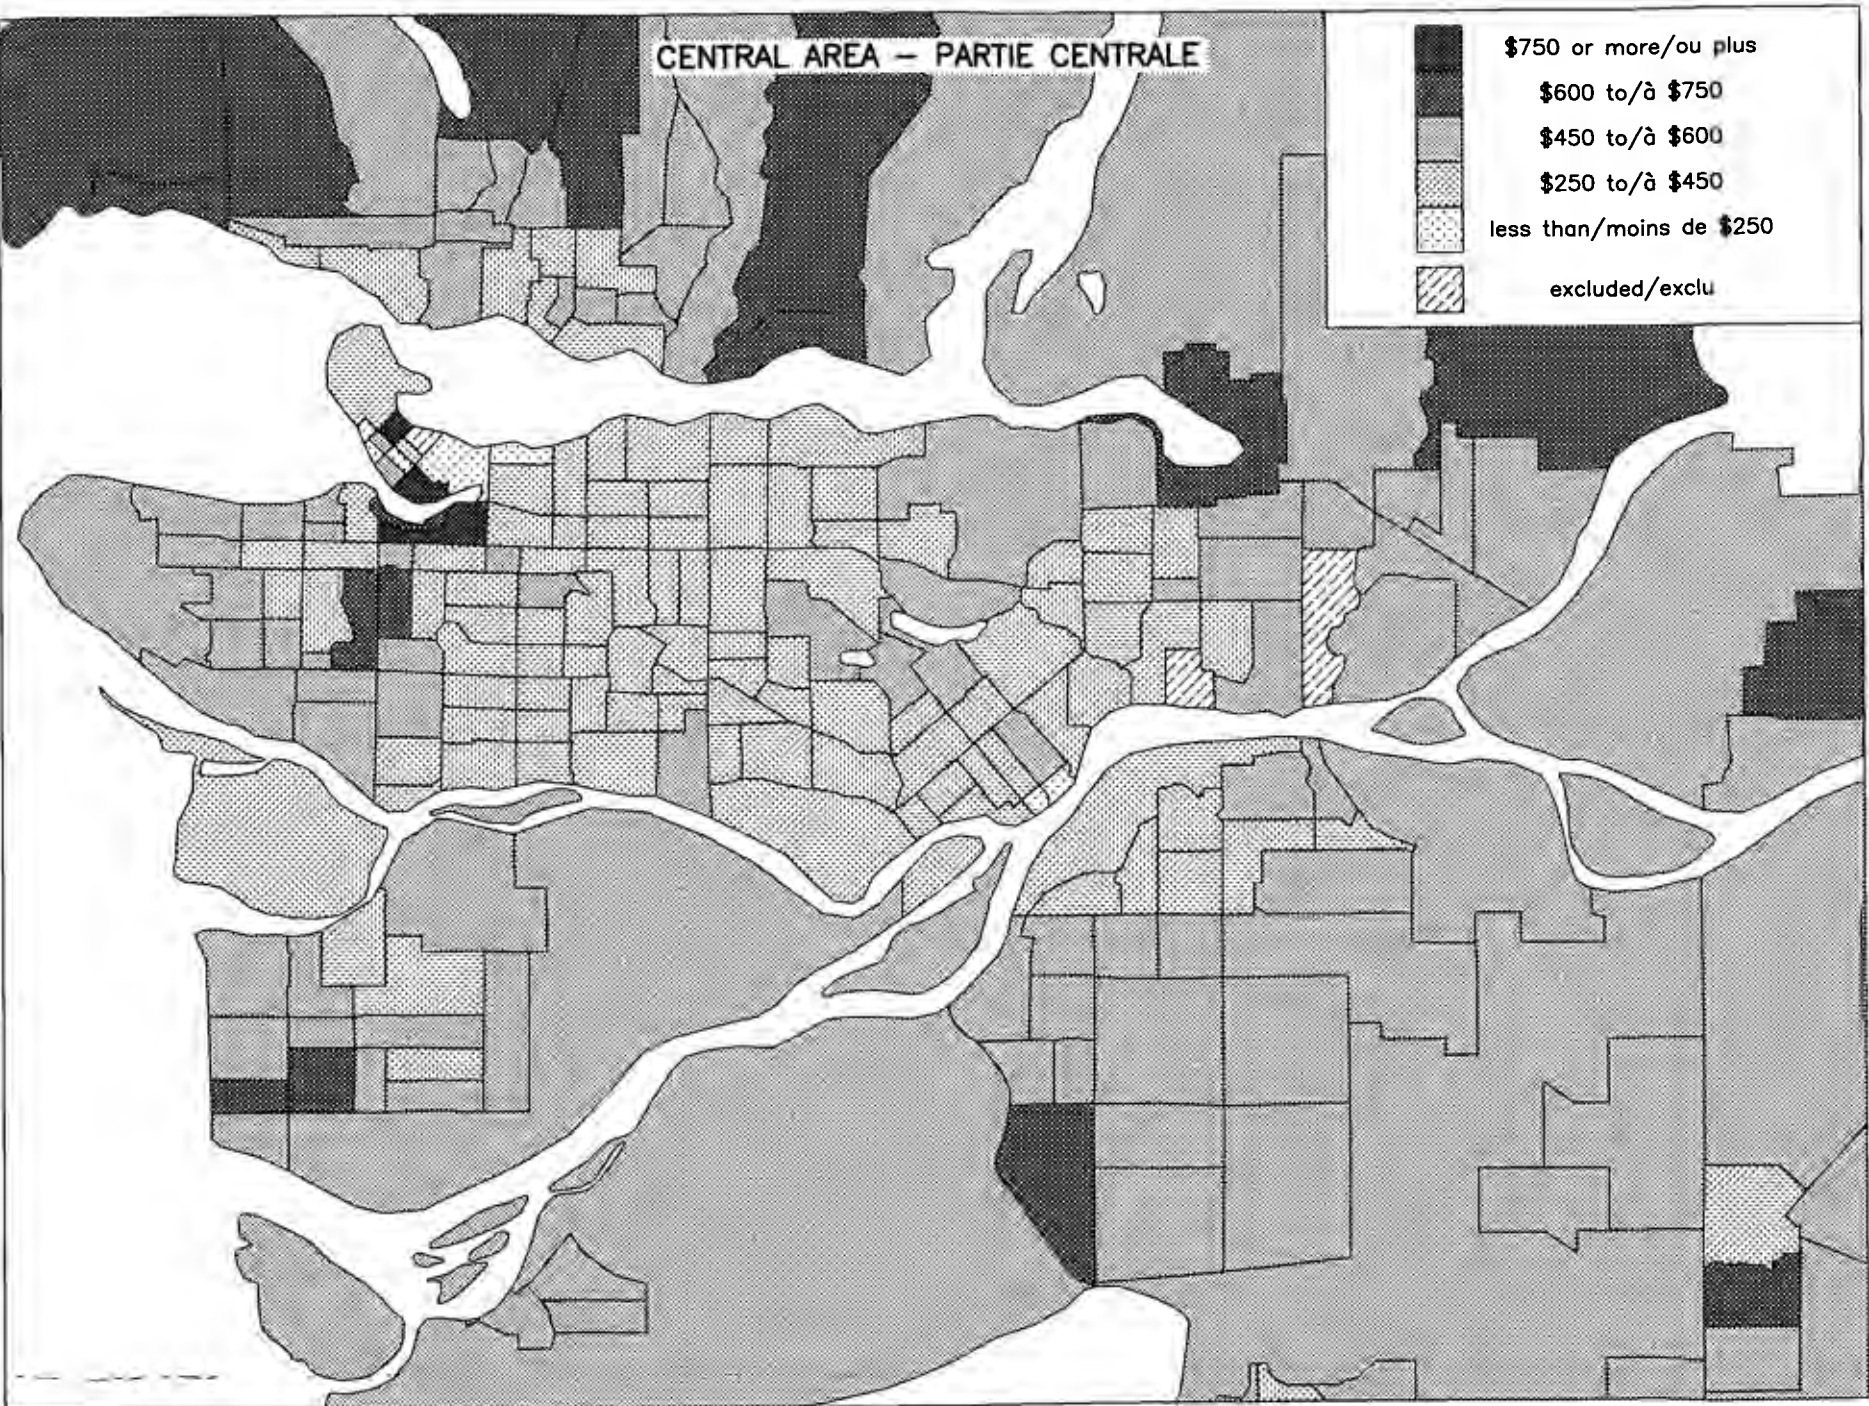 CENTRAL AREA – PARTIE CENTRALE
$750 or more/ou plus
$600 to/à $750
$450 to/à $600
$250 to/à $450
less than/moins de $250
excluded/exclu